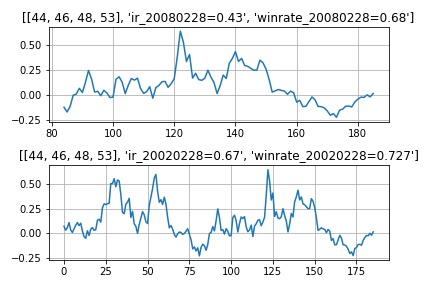 [[44, 46, 48, 53], 'ir_20080228=0.43', 'winrate_20080228=0.68']
0.50
0.25
0.00
−0.25
80 100 120 140 160 180
[[44, 46, 48, 53], 'ir_20020228=0.67', 'winrate_20020228=0.727']
0.50
0.25
0.00
−0.25
0 25 50 75 100 125 150 175